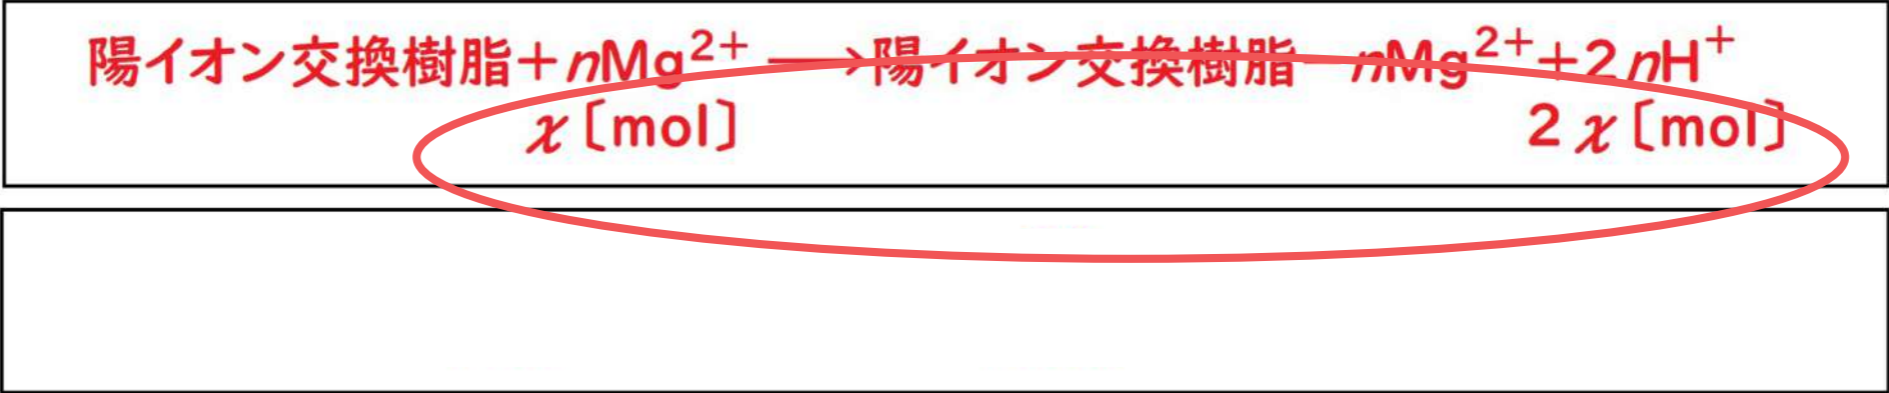 陽イオン交換樹脂+nMg²⁺ ⟶陽イオン交換樹脂-nMg²⁺+2nH⁺
x〔mol〕 2x〔mol〕